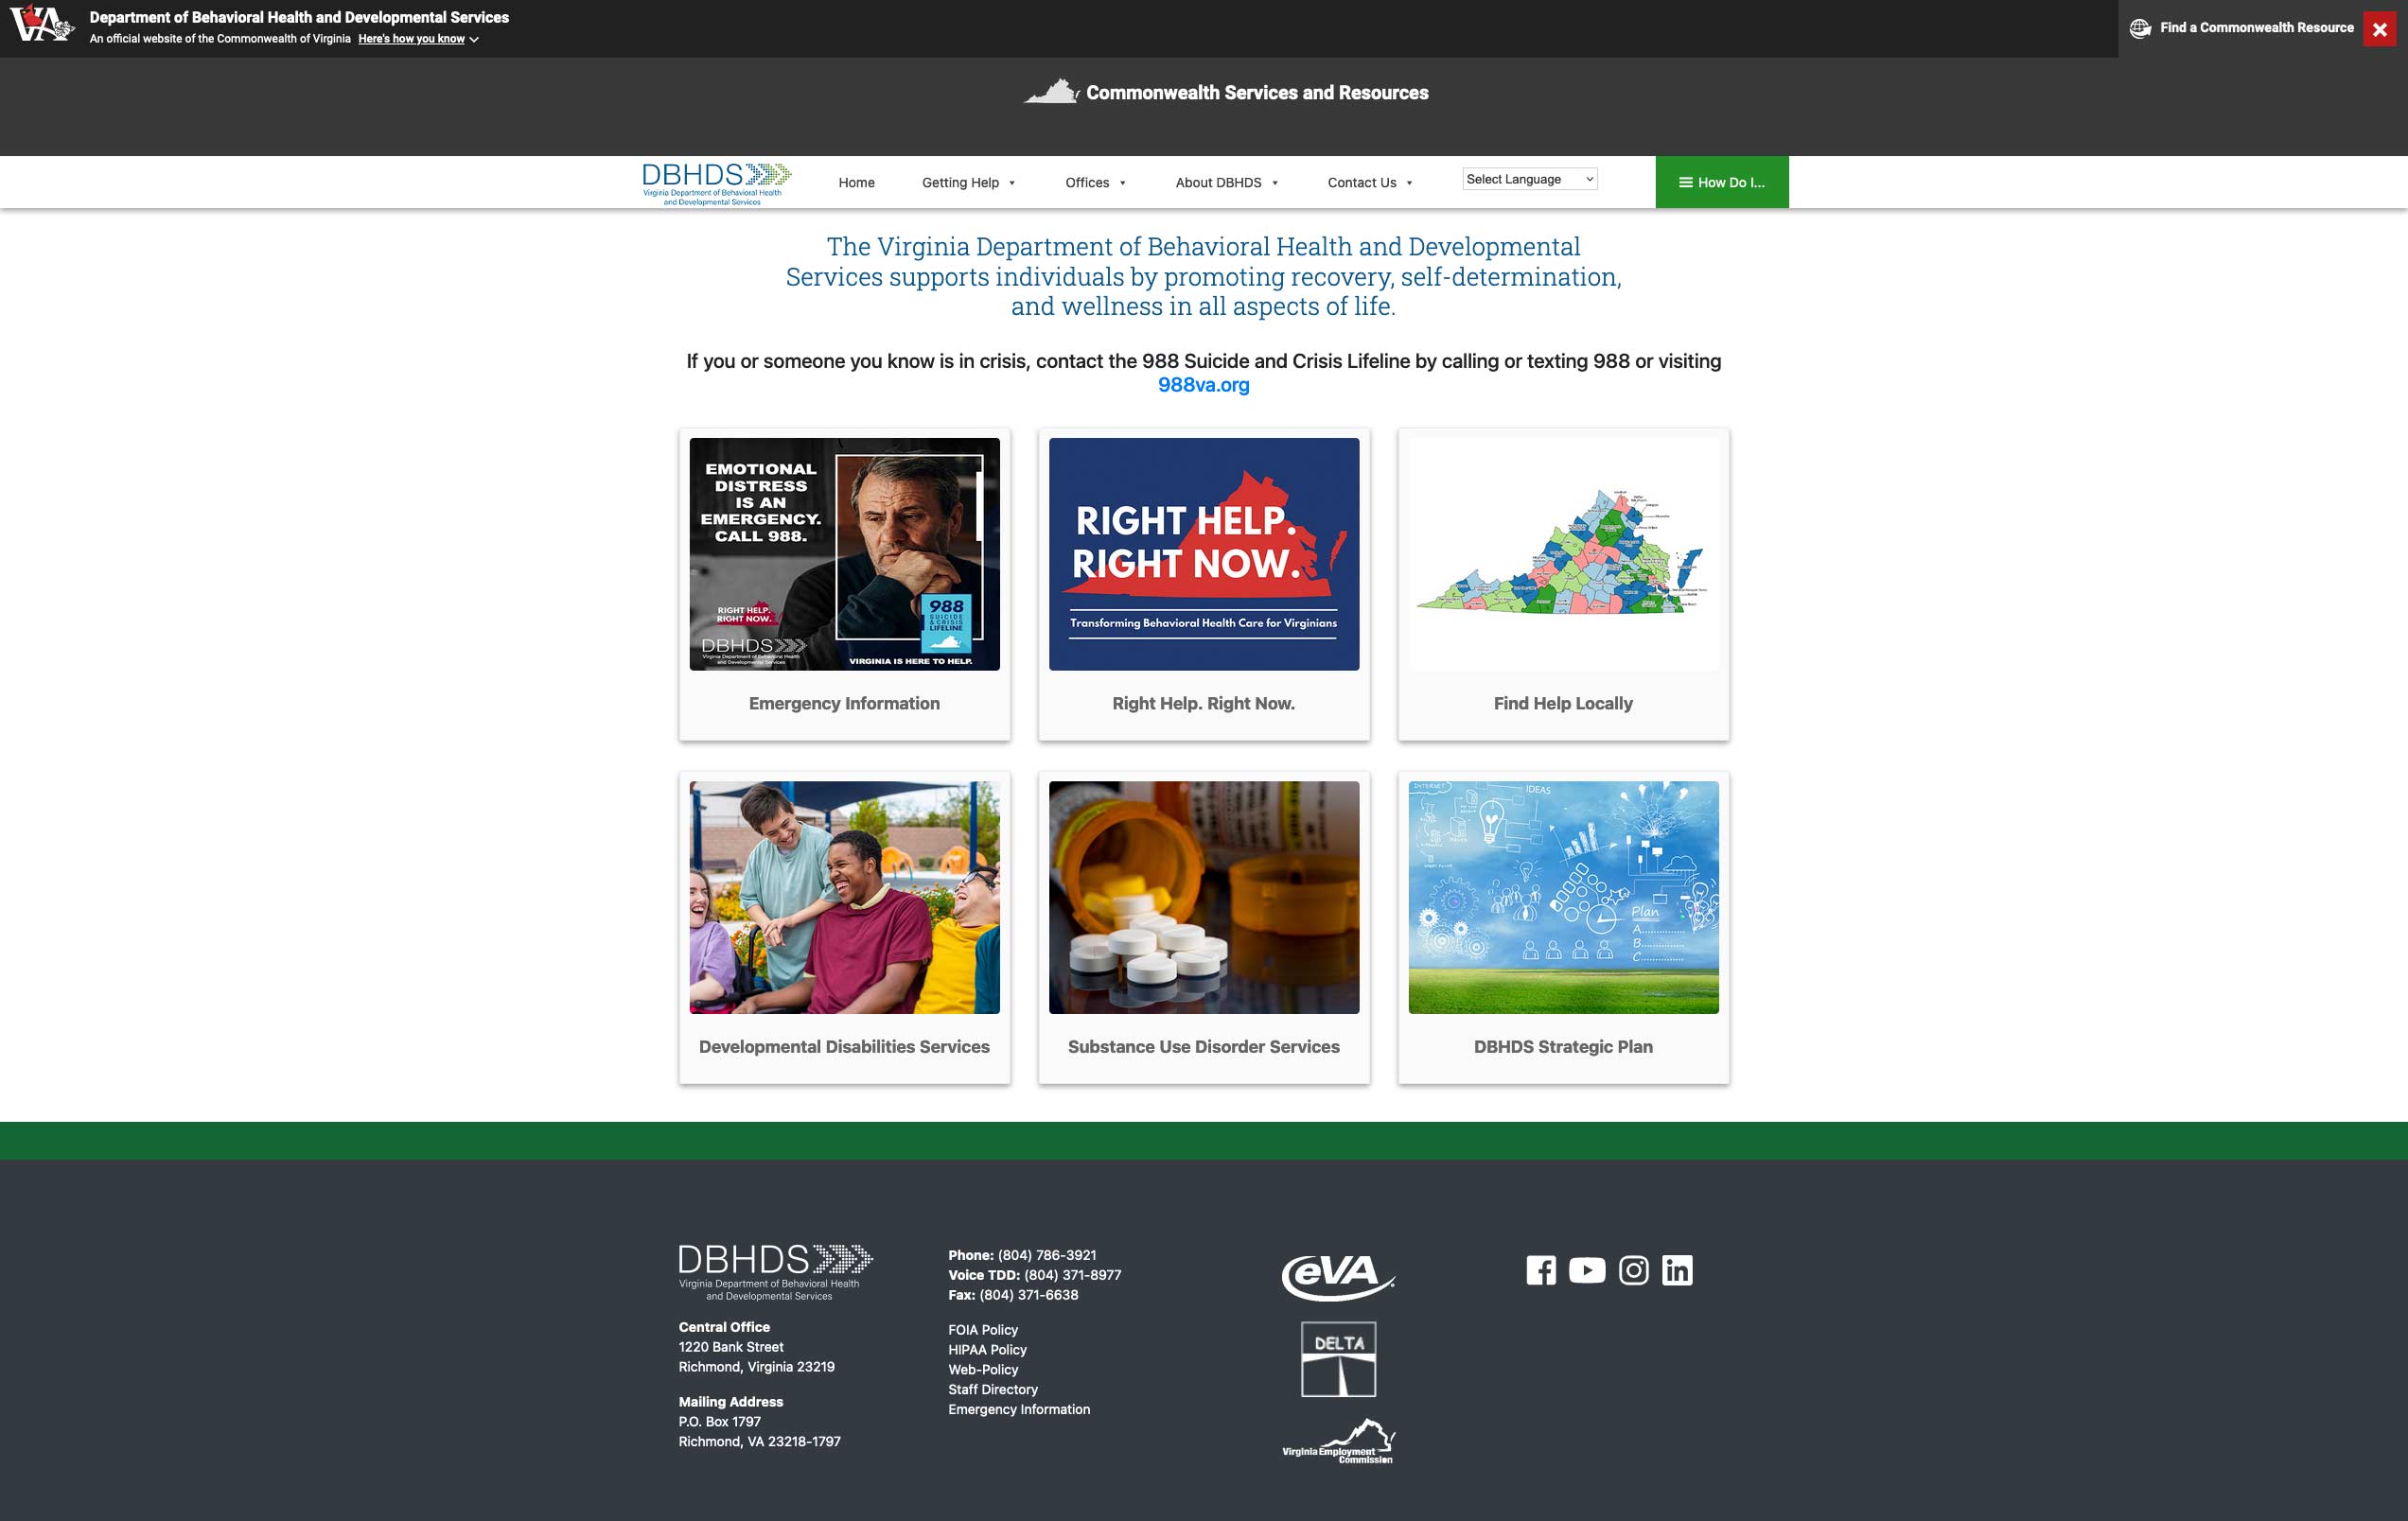 VA
Department of Behavioral Health and Developmental Services
An official website of the Commonwealth of Virginia Here's how you know
Find a Commonwealth Resource
Commonwealth Services and Resources
DBHDS
Virginia Department of Behavioral Health
and Developmental Services
Home
Getting Help
Offices
About DBHDS
Contact Us
Select Language
How Do I...
The Virginia Department of Behavioral Health and Developmental
Services supports individuals by promoting recovery, self-determination,
and wellness in all aspects of life.
If you or someone you know is in crisis, contact the 988 Suicide and Crisis Lifeline by calling or texting 988 or visiting
988va.org
EMOTIONAL
DISTRESS
IS AN
EMERGENCY.
CALL 988.
RIGHT HELP.
RIGHT NOW.
DBHDS
Virginia Department of Behavioral Health
and Developmental Services
988
SUICIDE
& CRISIS
LIFELINE
VIRGINIA IS HERE TO HELP.
Emergency Information
RIGHT HELP.
RIGHT NOW.
Transforming Behavioral Health Care for Virginians
Right Help. Right Now.
Find Help Locally
Developmental Disabilities Services
Substance Use Disorder Services
INTERNET
IDEAS
Plan
A..............
B..............
C..............
DBHDS Strategic Plan
DBHDS
Virginia Department of Behavioral Health
and Developmental Services
Central Office
1220 Bank Street
Richmond, Virginia 23219
Mailing Address
P.O. Box 1797
Richmond, VA 23218-1797
Phone: (804) 786-3921
Voice TDD: (804) 371-8977
Fax: (804) 371-6638
FOIA Policy
HIPAA Policy
Web-Policy
Staff Directory
Emergency Information
eVA
DELTA
Virginia Employment
Commission